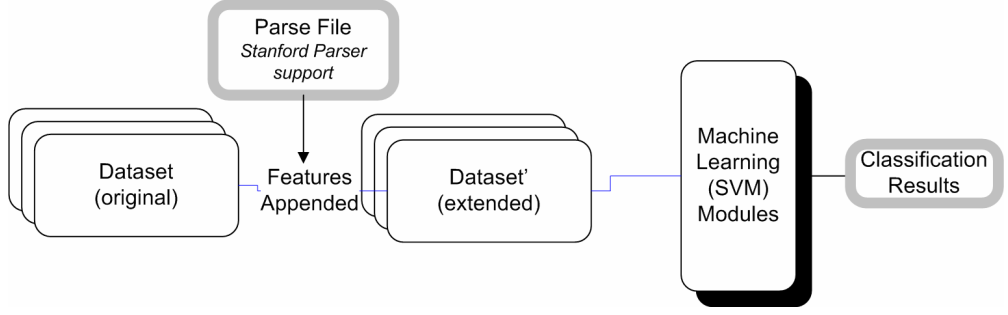 Parse File
Stanford Parser
support
Dataset
(original)
Features
Appended
Dataset’
(extended)
Machine
Learning
(SVM)
Modules
Classification
Results